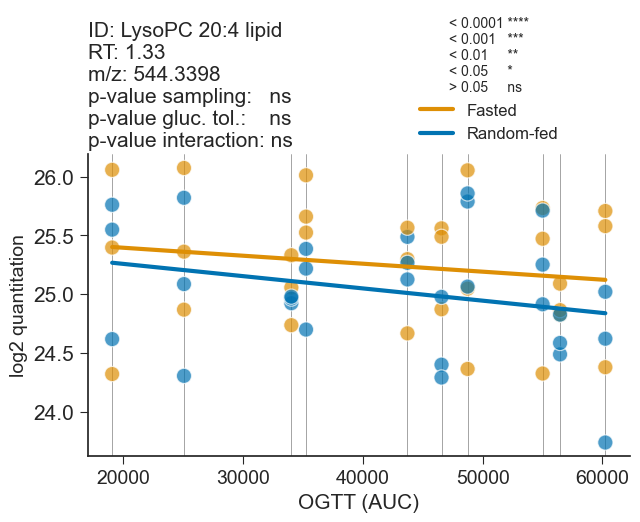 ID: LysoPC 20:4 lipid
RT: 1.33
m/z: 544.3398
p-value sampling: ns
p-value gluc. tol.: ns
p-value interaction: ns
< 0.0001 ****
< 0.001 ***
< 0.01 **
< 0.05 *
> 0.05 ns
Fasted
Random-fed
26.0
25.5
25.0
24.5
24.0
log2 quantitation
20000 30000 40000 50000 60000
OGTT (AUC)